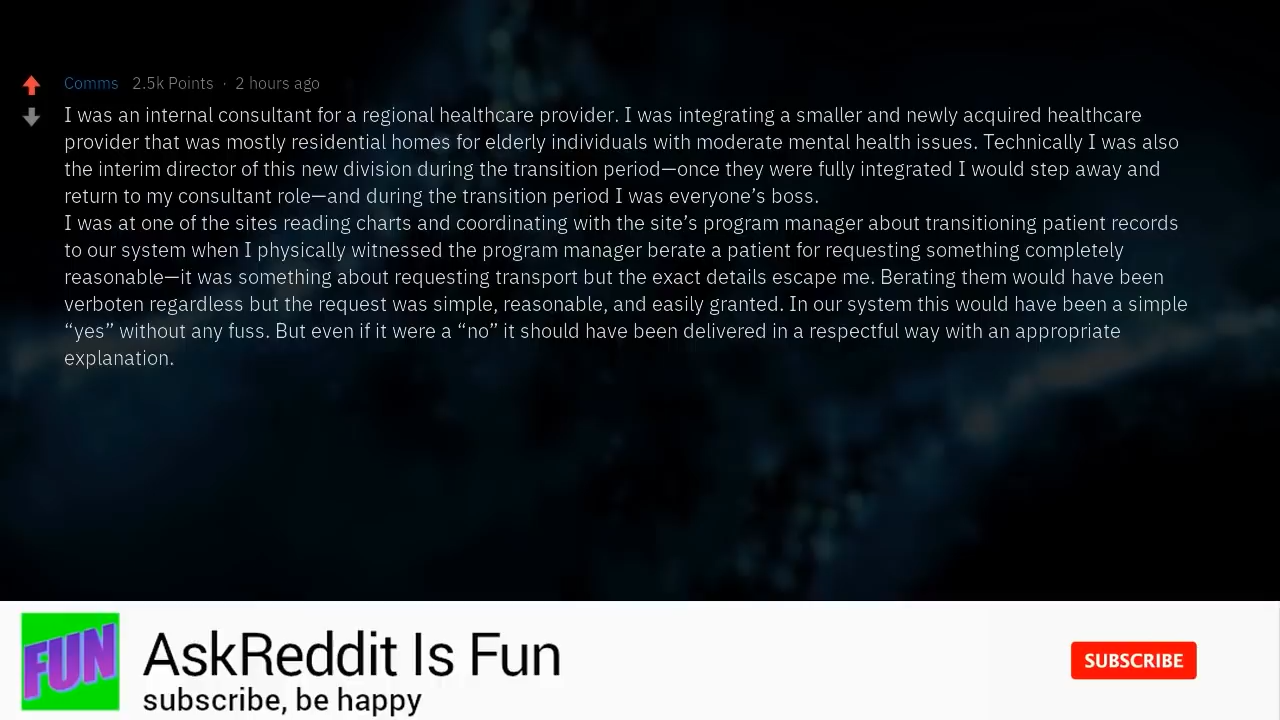 Comms 2.5k Points · 2 hours ago
I was an internal consultant for a regional healthcare provider. I was integrating a smaller and newly acquired healthcare
provider that was mostly residential homes for elderly individuals with moderate mental health issues. Technically I was also
the interim director of this new division during the transition period—once they were fully integrated I would step away and
return to my consultant role—and during the transition period I was everyone’s boss.
I was at one of the sites reading charts and coordinating with the site’s program manager about transitioning patient records
to our system when I physically witnessed the program manager berate a patient for requesting something completely
reasonable—it was something about requesting transport but the exact details escape me. Berating them would have been
verboten regardless but the request was simple, reasonable, and easily granted. In our system this would have been a simple
“yes” without any fuss. But even if it were a “no” it should have been delivered in a respectful way with an appropriate
explanation.
FUN
AskReddit Is Fun
subscribe, be happy
SUBSCRIBE